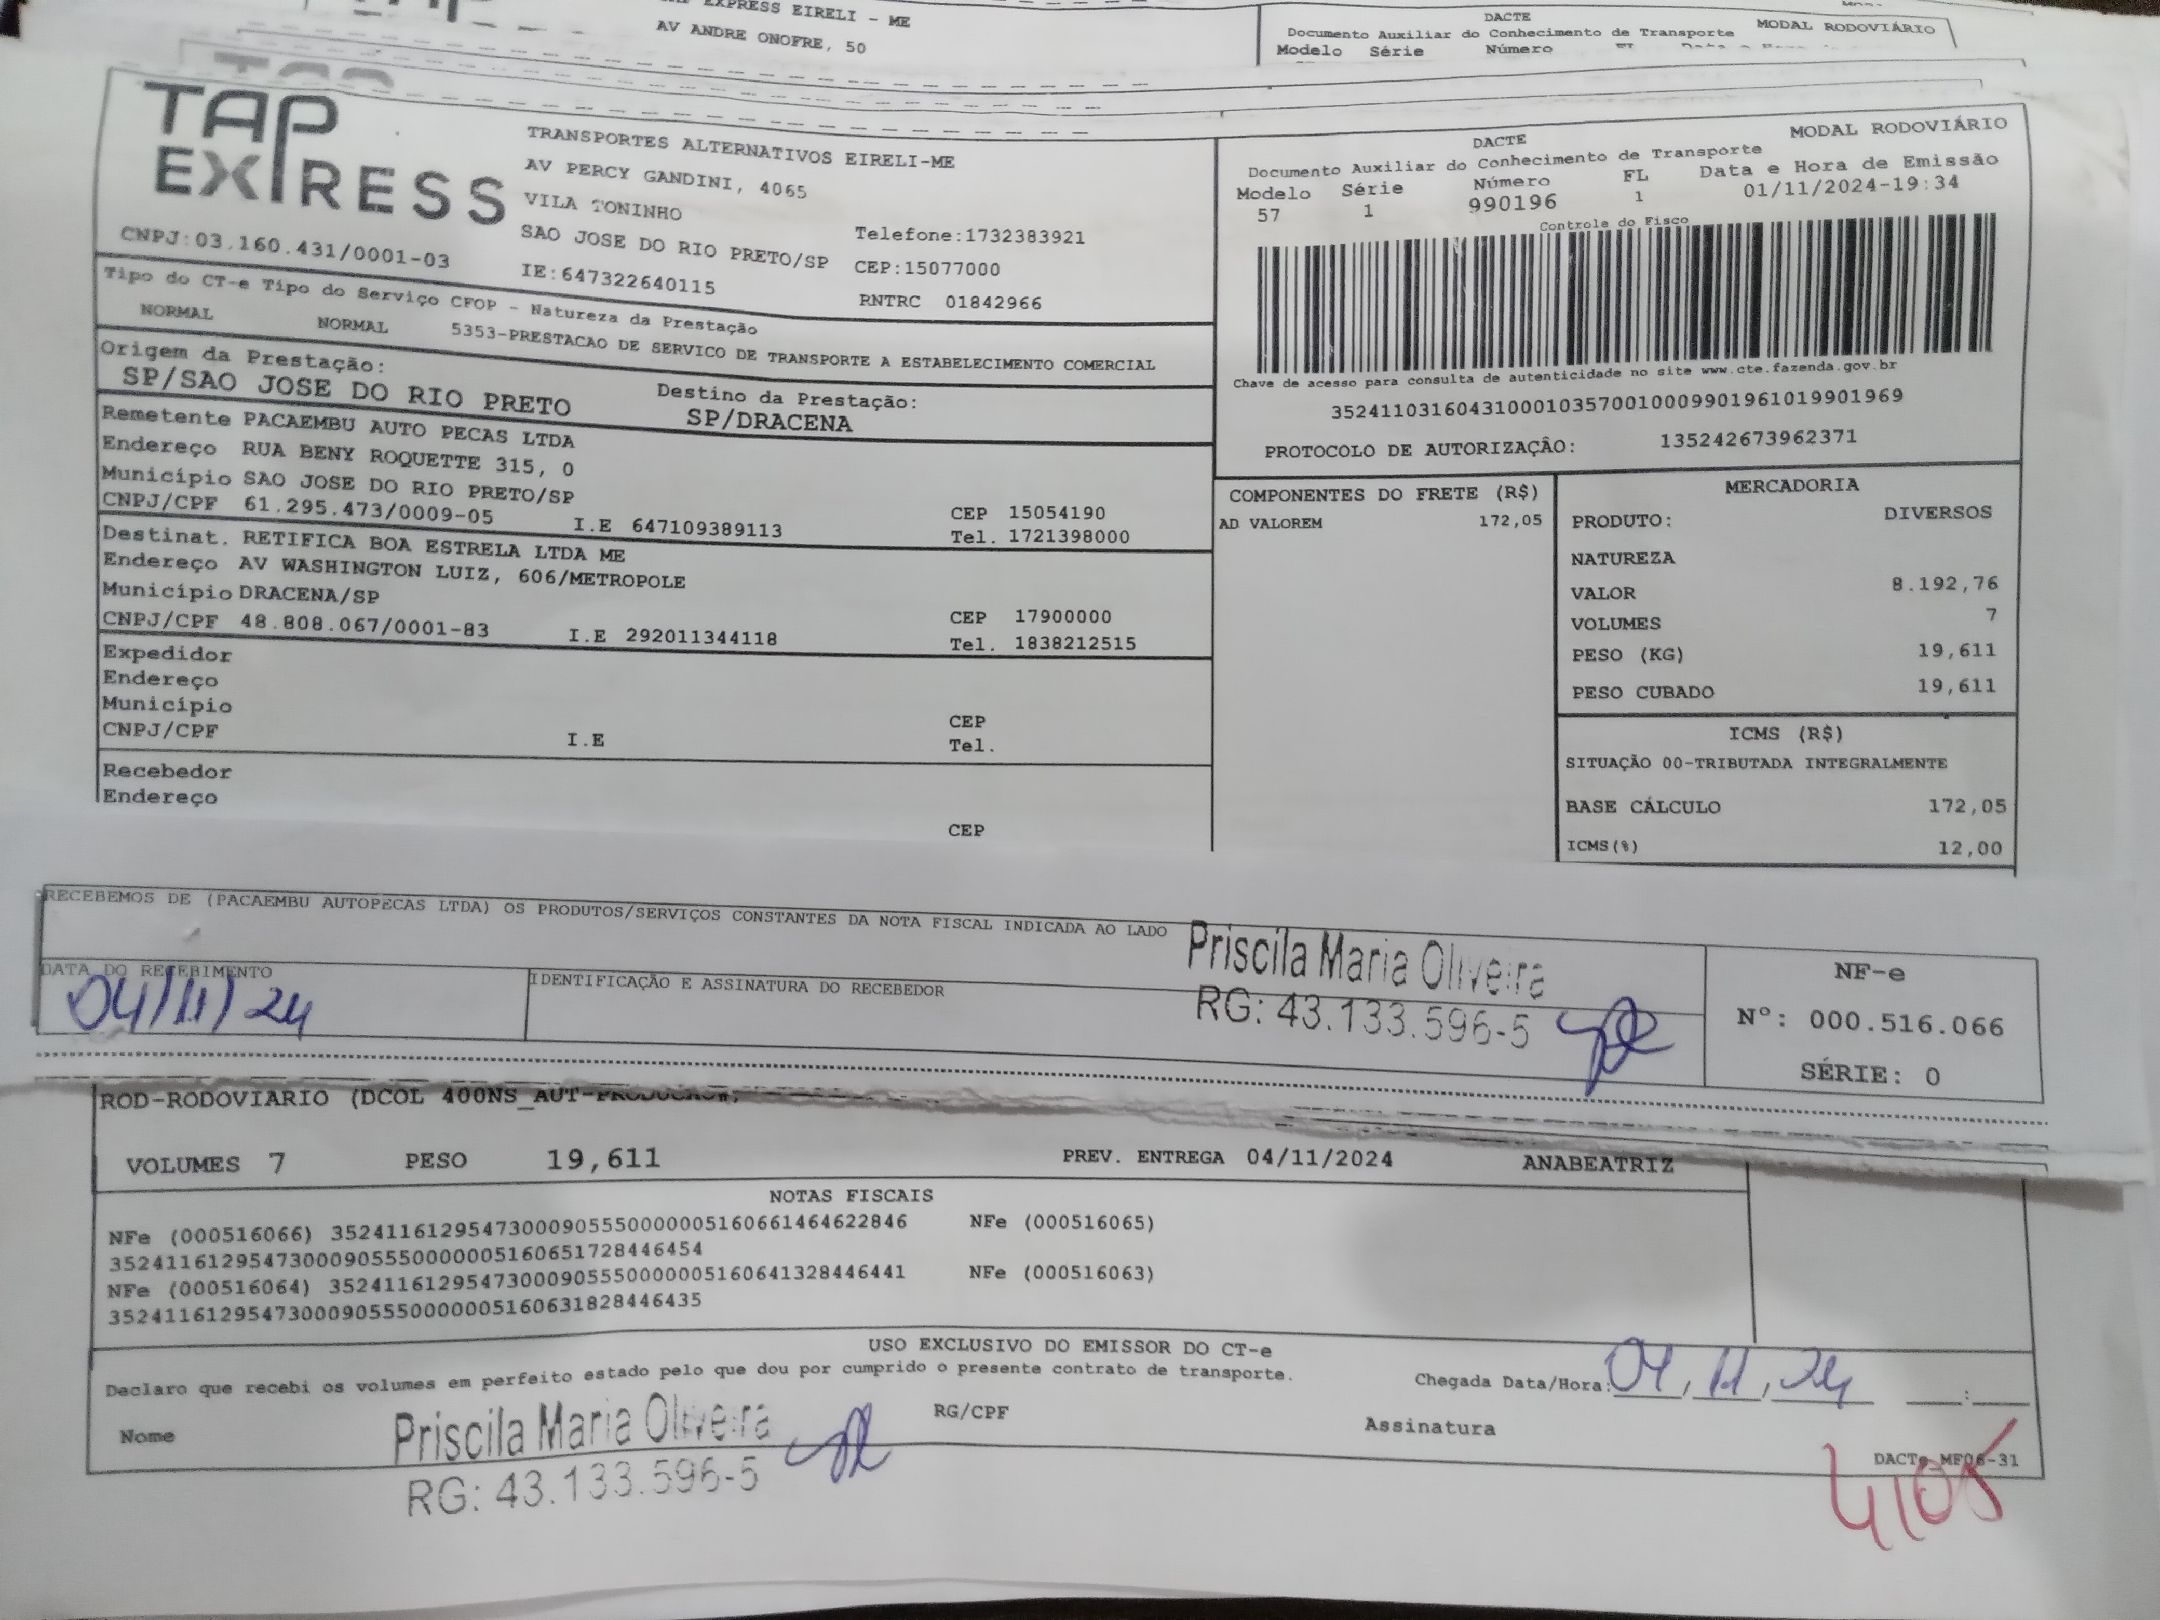 EXPRESS EIRELI - ME
AV ANDRE ONOFRE, 50
DACTE
MODAL RODOVIÁRIO
Documento Auxiliar do Conhecimento de Transporte
Modelo Série Número
TAP EXPRESS
TRANSPORTES ALTERNATIVOS EIRELI-ME
AV PERCY GANDINI, 4065
VILA TONINHO
SAO JOSE DO RIO PRETO/SP
Telefone:1732383921
CEP:15077000
CNPJ:03.160.431/0001-03
IE:647322640115
RNTRC 01842966
DACTE
MODAL RODOVIÁRIO
Documento Auxiliar do Conhecimento de Transporte
Modelo Série Número FL Data e Hora de Emissão
57 1 990196 1 01/11/2024-19:34
Controle do Fisco
Chave de acesso para consulta de autenticidade no site www.cte.fazenda.gov.br
35241103160431000103570010009901961019901969
PROTOCOLO DE AUTORIZAÇÂO: 135242673962371
Tipo do CT-e Tipo do Serviço CFOP - Natureza da Prestação
NORMAL NORMAL 5353-PRESTACAO DE SERVICO DE TRANSPORTE A ESTABELECIMENTO COMERCIAL
Origem da Prestação:
SP/SAO JOSE DO RIO PRETO
Destino da Prestação:
SP/DRACENA
Remetente PACAEMBU AUTO PECAS LTDA
Endereço RUA BENY ROQUETTE 315, 0
Município SAO JOSE DO RIO PRETO/SP CEP 15054190
CNPJ/CPF 61.295.473/0009-05 I.E 647109389113 Tel. 1721398000
Destinat. RETIFICA BOA ESTRELA LTDA ME
Endereço AV WASHINGTON LUIZ, 606/METROPOLE
Município DRACENA/SP CEP 17900000
CNPJ/CPF 48.808.067/0001-83 I.E 292011344118 Tel. 1838212515
Expedidor
Endereço
Município CEP
CNPJ/CPF I.E Tel.
Recebedor
Endereço
CEP
COMPONENTES DO FRETE (R$)
AD VALOREM 172,05
MERCADORIA
PRODUTO: DIVERSOS
NATUREZA
VALOR 8.192,76
VOLUMES 7
PESO (KG) 19,611
PESO CUBADO 19,611
ICMS (R$)
SITUAÇÃO 00-TRIBUTADA INTEGRALMENTE
BASE CÁLCULO 172,05
ICMS(%) 12,00
RECEBEMOS DE (PACAEMBU AUTOPECAS LTDA) OS PRODUTOS/SERVIÇOS CONSTANTES DA NOTA FISCAL INDICADA AO LADO
DATA DO RECEBIMENTO
04/11/24
IDENTIFICAÇÃO E ASSINATURA DO RECEBEDOR
Priscila Maria Oliveira
RG: 43.133.596-5
NF-e
Nº: 000.516.066
SÉRIE: 0
ROD-RODOVIARIO (DCOL 400NS_AUT-PRODUCROW)
VOLUMES 7 PESO 19,611 PREV. ENTREGA 04/11/2024 ANABEATRIZ
NOTAS FISCAIS
NFe (000516066) 35241161295473000905550000005160661464622846 NFe (000516065)
35241161295473000905550000005160651728446454
NFe (000516064) 35241161295473000905550000005160641328446441 NFe (000516063)
35241161295473000905550000005160631828446435
USO EXCLUSIVO DO EMISSOR DO CT-e
Declaro que recebi os volumes em perfeito estado pelo que dou por cumprido o presente contrato de transporte.
Chegada Data/Hora: 04, 11, 24 :
Nome
Priscila Maria Oliveira
RG: 43.133.596-5
RG/CPF
Assinatura
DACTe MF06-31